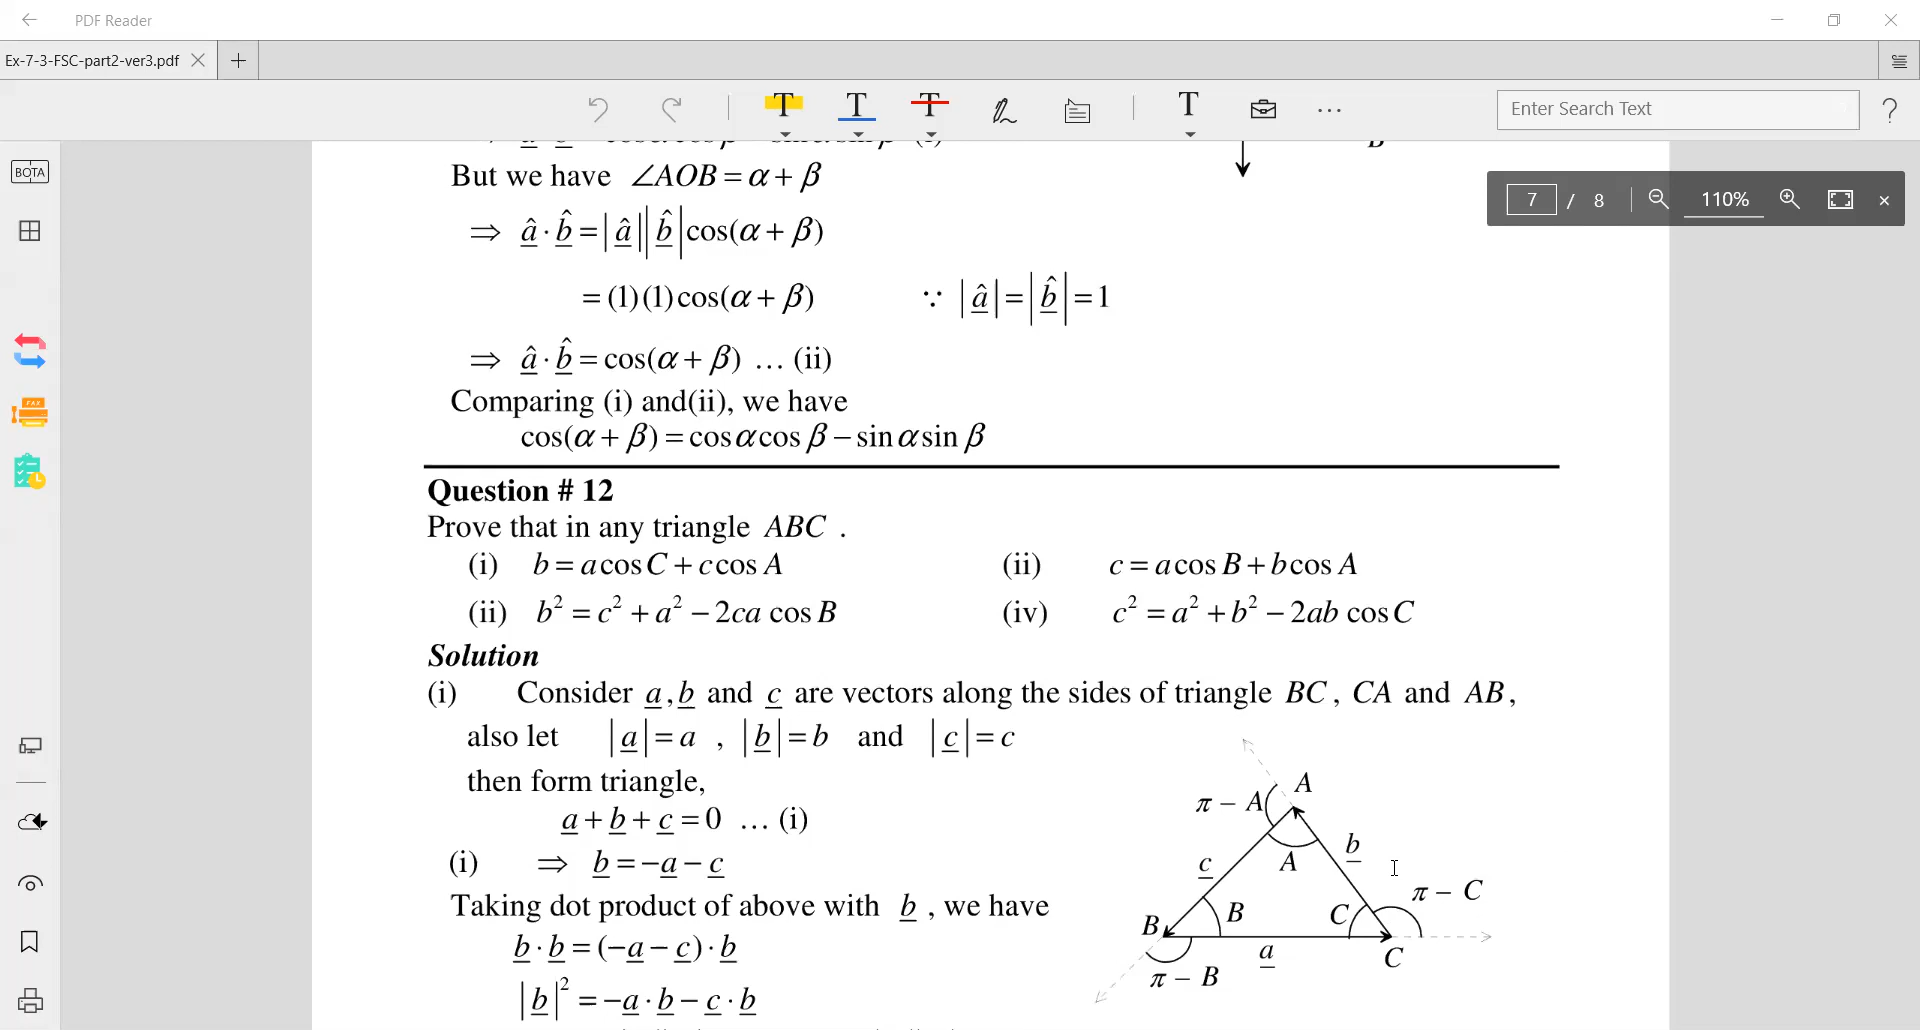 PDF Reader
Ex-7-3-FSC-part2-ver3.pdf
Enter Search Text
?
BOTA
7 / 8 110%
But we have ∠AOB = α + β
⇒ â · b̂ = |â||b̂| cos(α + β)
= (1)(1) cos(α + β) ∵ |â| = |b̂| = 1
⇒ â · b̂ = cos(α + β) … (ii)
Comparing (i) and(ii), we have
cos(α + β) = cos α cos β − sin α sin β
Question # 12
Prove that in any triangle ABC .
(i) b = a cos C + c cos A (ii) c = a cos B + b cos A
(ii) b² = c² + a² − 2ca cos B (iv) c² = a² + b² − 2ab cos C
Solution
(i) Consider a, b and c are vectors along the sides of triangle BC, CA and AB,
also let |a| = a , |b| = b and |c| = c
then form triangle,
a + b + c = 0 … (i)
(i) ⇒ b = −a − c
Taking dot product of above with b, we have
b · b = (−a − c) · b
|b|² = −a · b − c · b
A
π − A
A
b
c
π − C
B
B
C
a
C
π − B
FAX